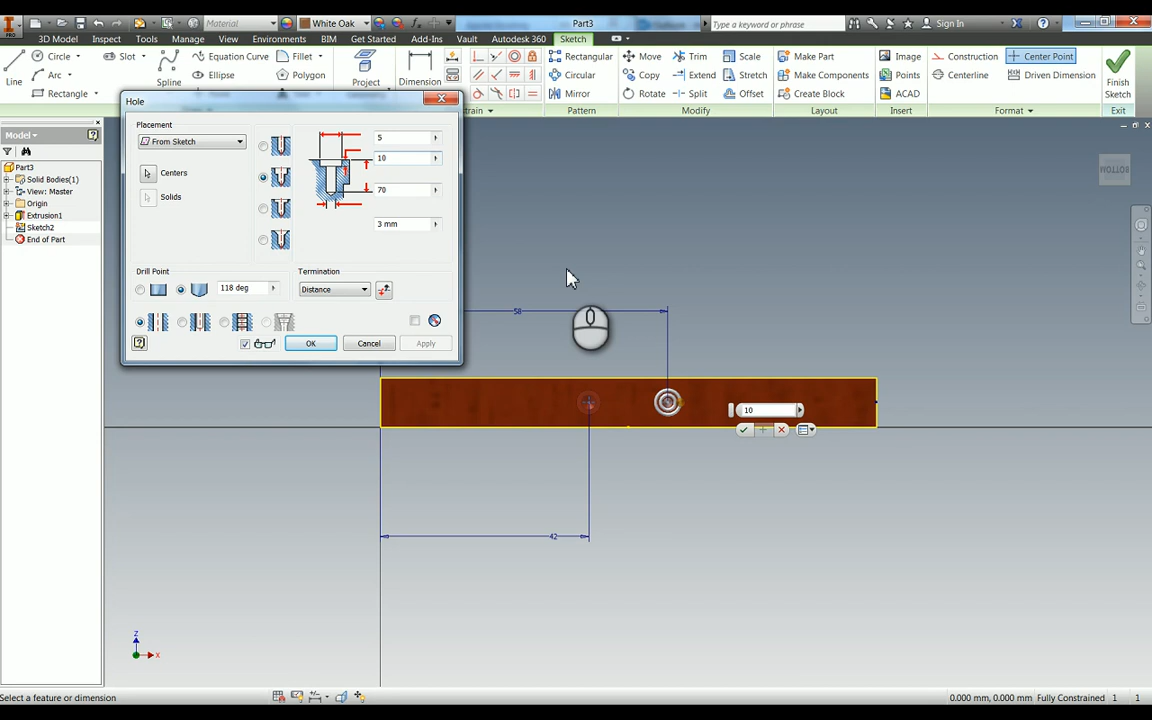 Material
White Oak
Part3
Type a keyword or phrase
Sign In
PRO
3D Model
Inspect
Tools
Manage
View
Environments
BIM
Get Started
Vault
Add-Ins
Autodesk 360
Sketch
Line
Circle
Arc
Rectangle
Slot
Spline
Equation Curve
Ellipse
Fillet
Polygon
Project
Dimension
Rectangular
Circular
Mirror
Move
Copy
Rotate
Trim
Extend
Split
Scale
Stretch
Offset
Make Part
Make Components
Create Block
Image
Points
ACAD
Construction
Centerline
Center Point
Driven Dimension
Finish
Sketch
Pattern
Modify
Layout
Insert
Format
Exit
Model
Part3
Solid Bodies(1)
View: Master
Origin
Extrusion1
Sketch2
End of Part
Hole
Placement
From Sketch
Centers
Solids
5
10
70
3 mm
Drill Point
118 deg
Termination
Distance
OK
Cancel
Apply
BOTTOM
58
0
10
42
Z
X
Select a feature or dimension
0.000 mm, 0.000 mm
Fully Constrained
1
1